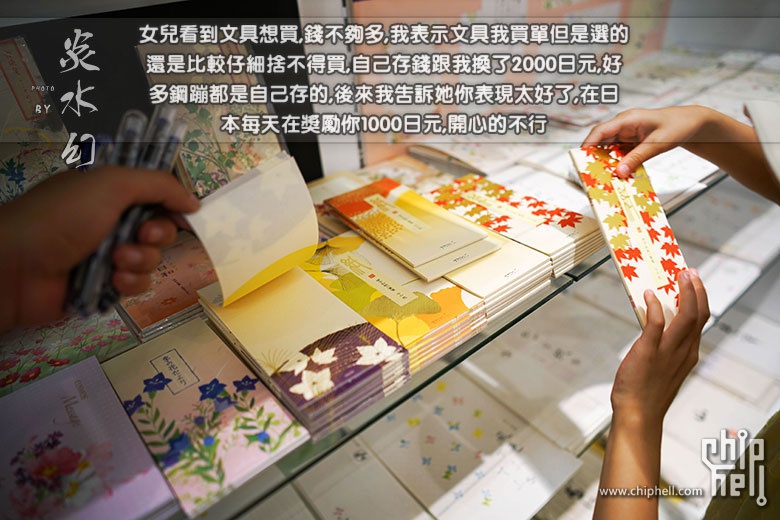 女兒看到文具想買,錢不夠多,我表示文具我買單但是選的
還是比較仔細捨不得買,自己存錢跟我換了2000日元,好
多鋼蹦都是自己存的,後來我告訴她你表現太好了,在日
本每天在獎勵你1000日元,開心的不行
炎水幻
PHOTO
BY
chip
hell
www.chiphell.com